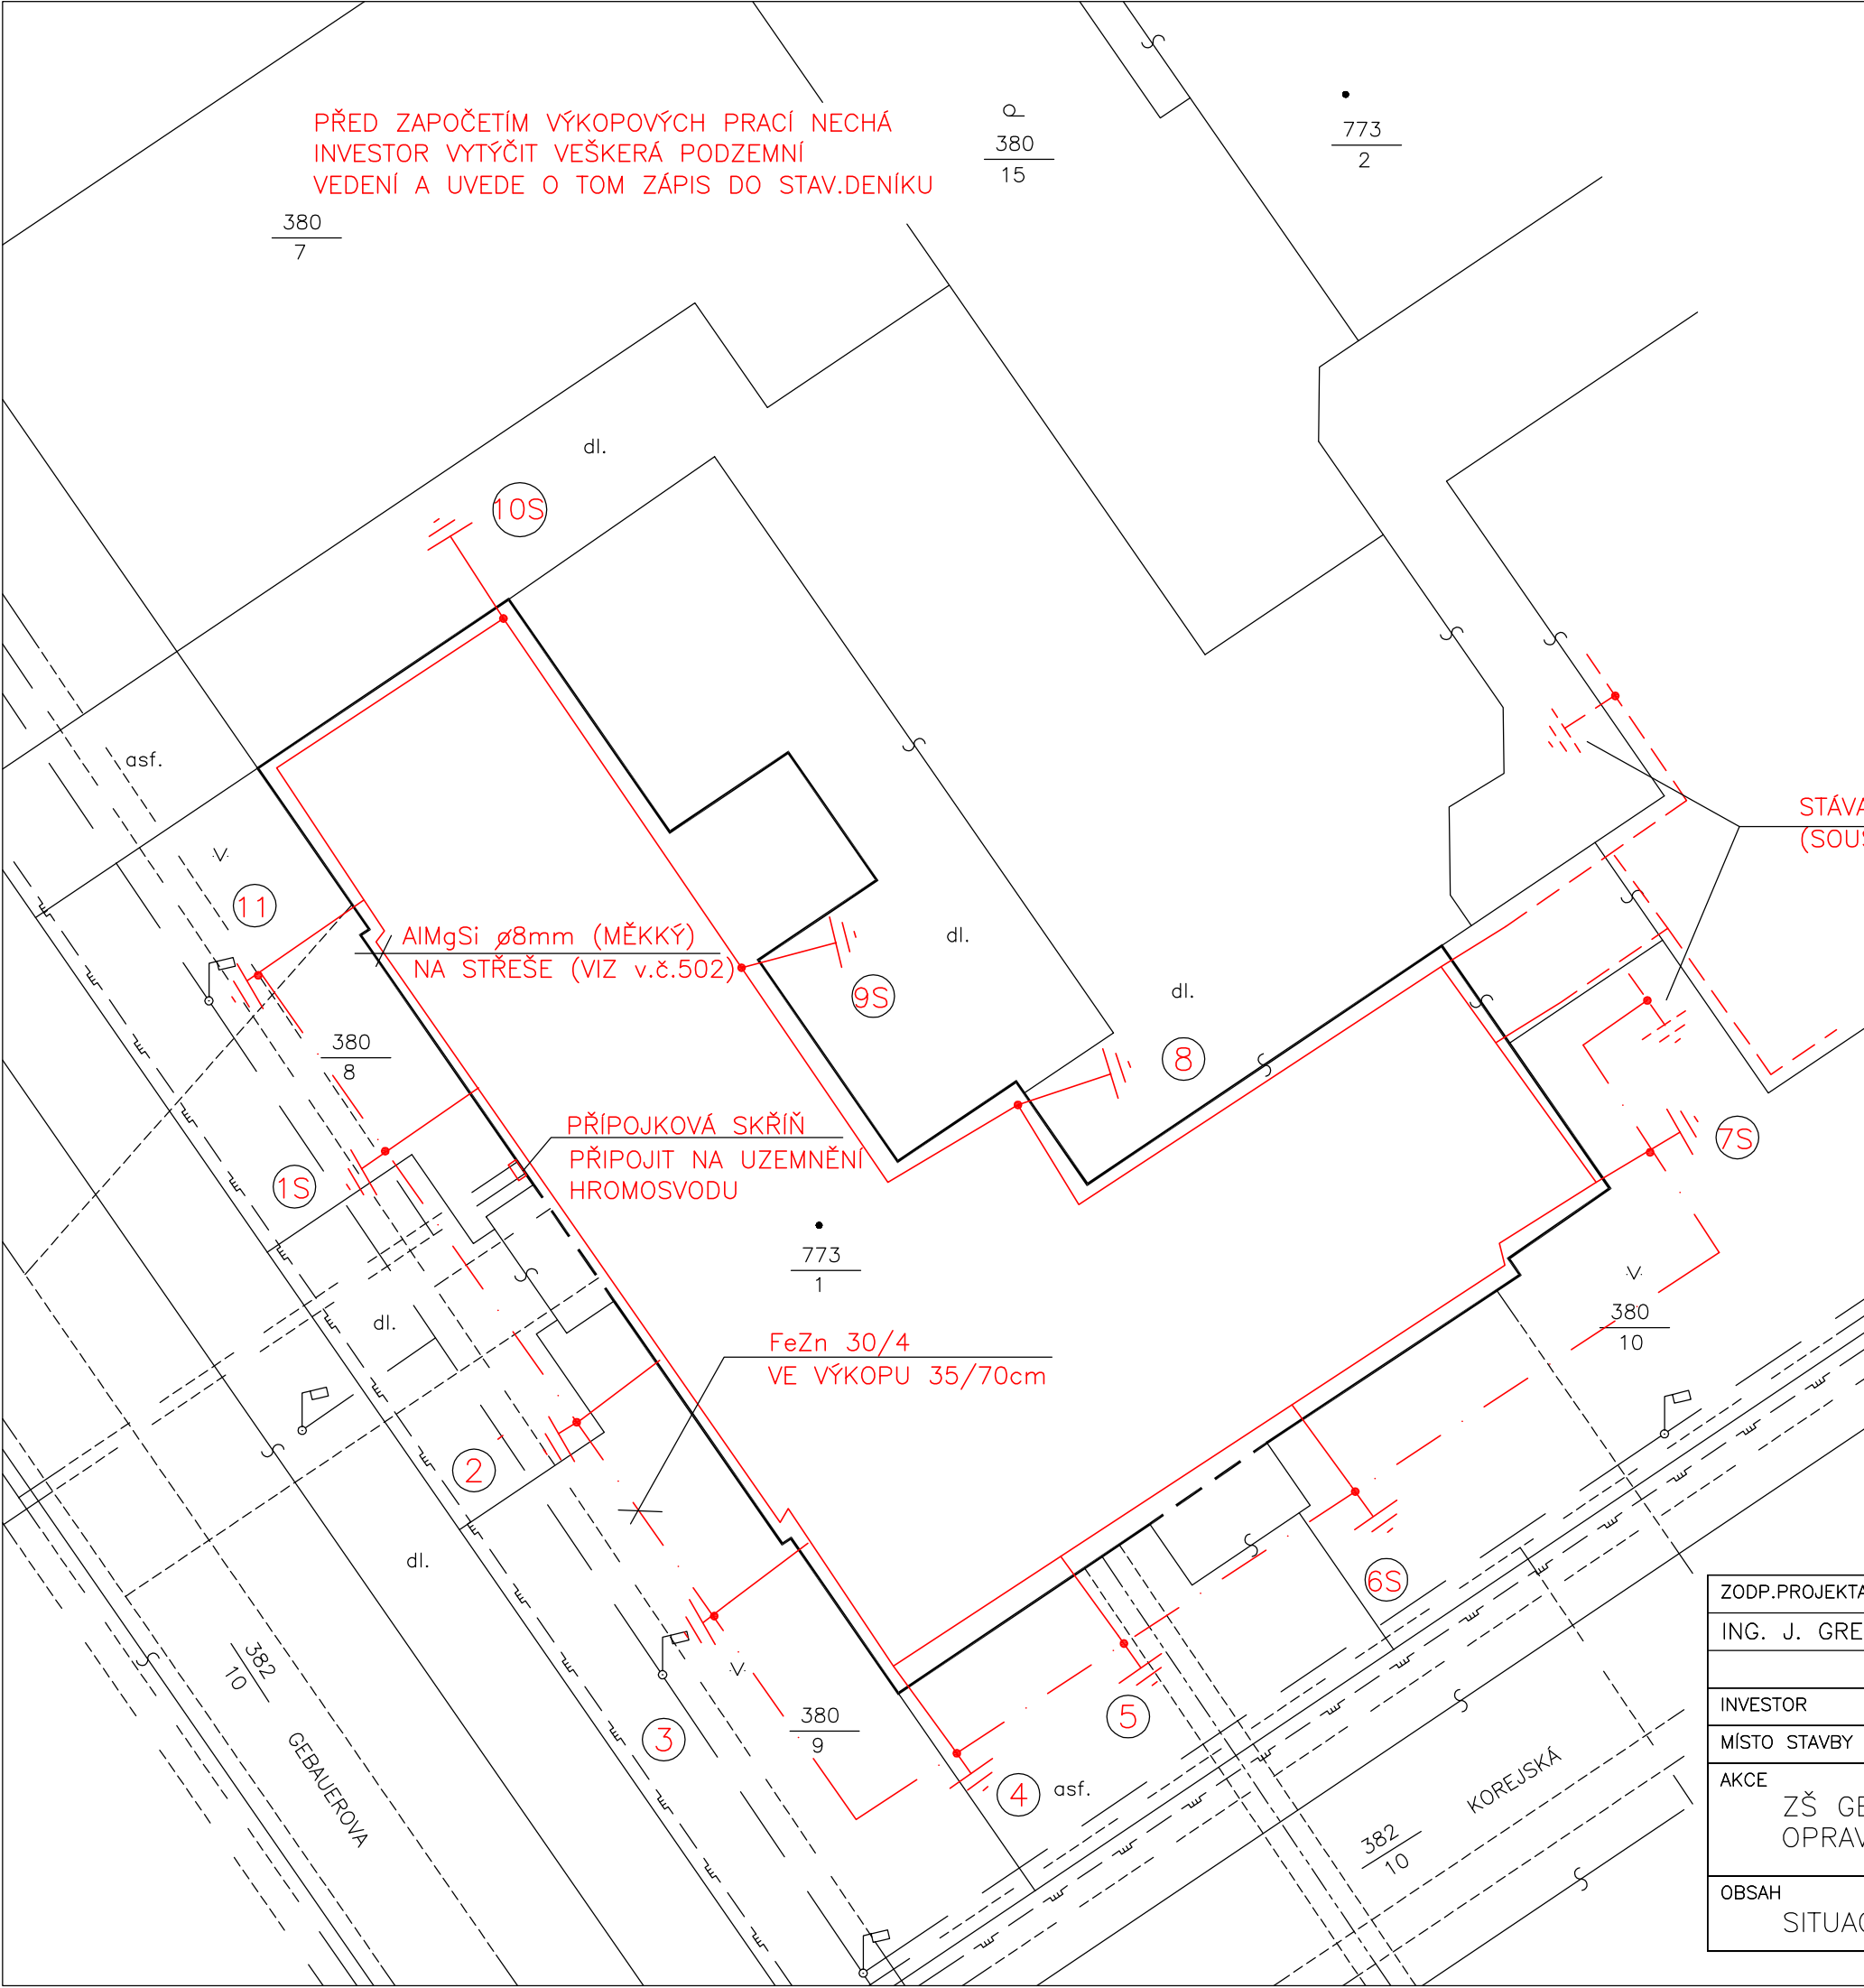 PŘED ZAPOČETÍM VÝKOPOVÝCH PRACÍ NECHÁ
INVESTOR VYTÝČIT VEŠKERÁ PODZEMNÍ
VEDENÍ A UVEDE O TOM ZÁPIS DO STAV.DENÍKU
380
15
773
2
380
7
dl.
10S
asf.
STÁVA
(SOUS
11
AlMgSi ø8mm (MĚKKÝ)
NA STŘEŠE (VIZ v.č.502)
dl.
9S
dl.
380
8
8
PŘÍPOJKOVÁ SKŘÍŇ
PŘIPOJIT NA UZEMNĚNÍ
HROMOSVODU
7S
1S
773
1
dl.
380
10
FeZn 30/4
VE VÝKOPU 35/70cm
2
dl.
6S
382
10
GEBAUEROVA
3
380
9
5
4
asf.
KOREJSKÁ
382
10
ZODP.PROJEKTA
ING. J. GRE
INVESTOR
MÍSTO STAVBY
AKCE
ZŠ GE
OPRAV
OBSAH
SITUAC